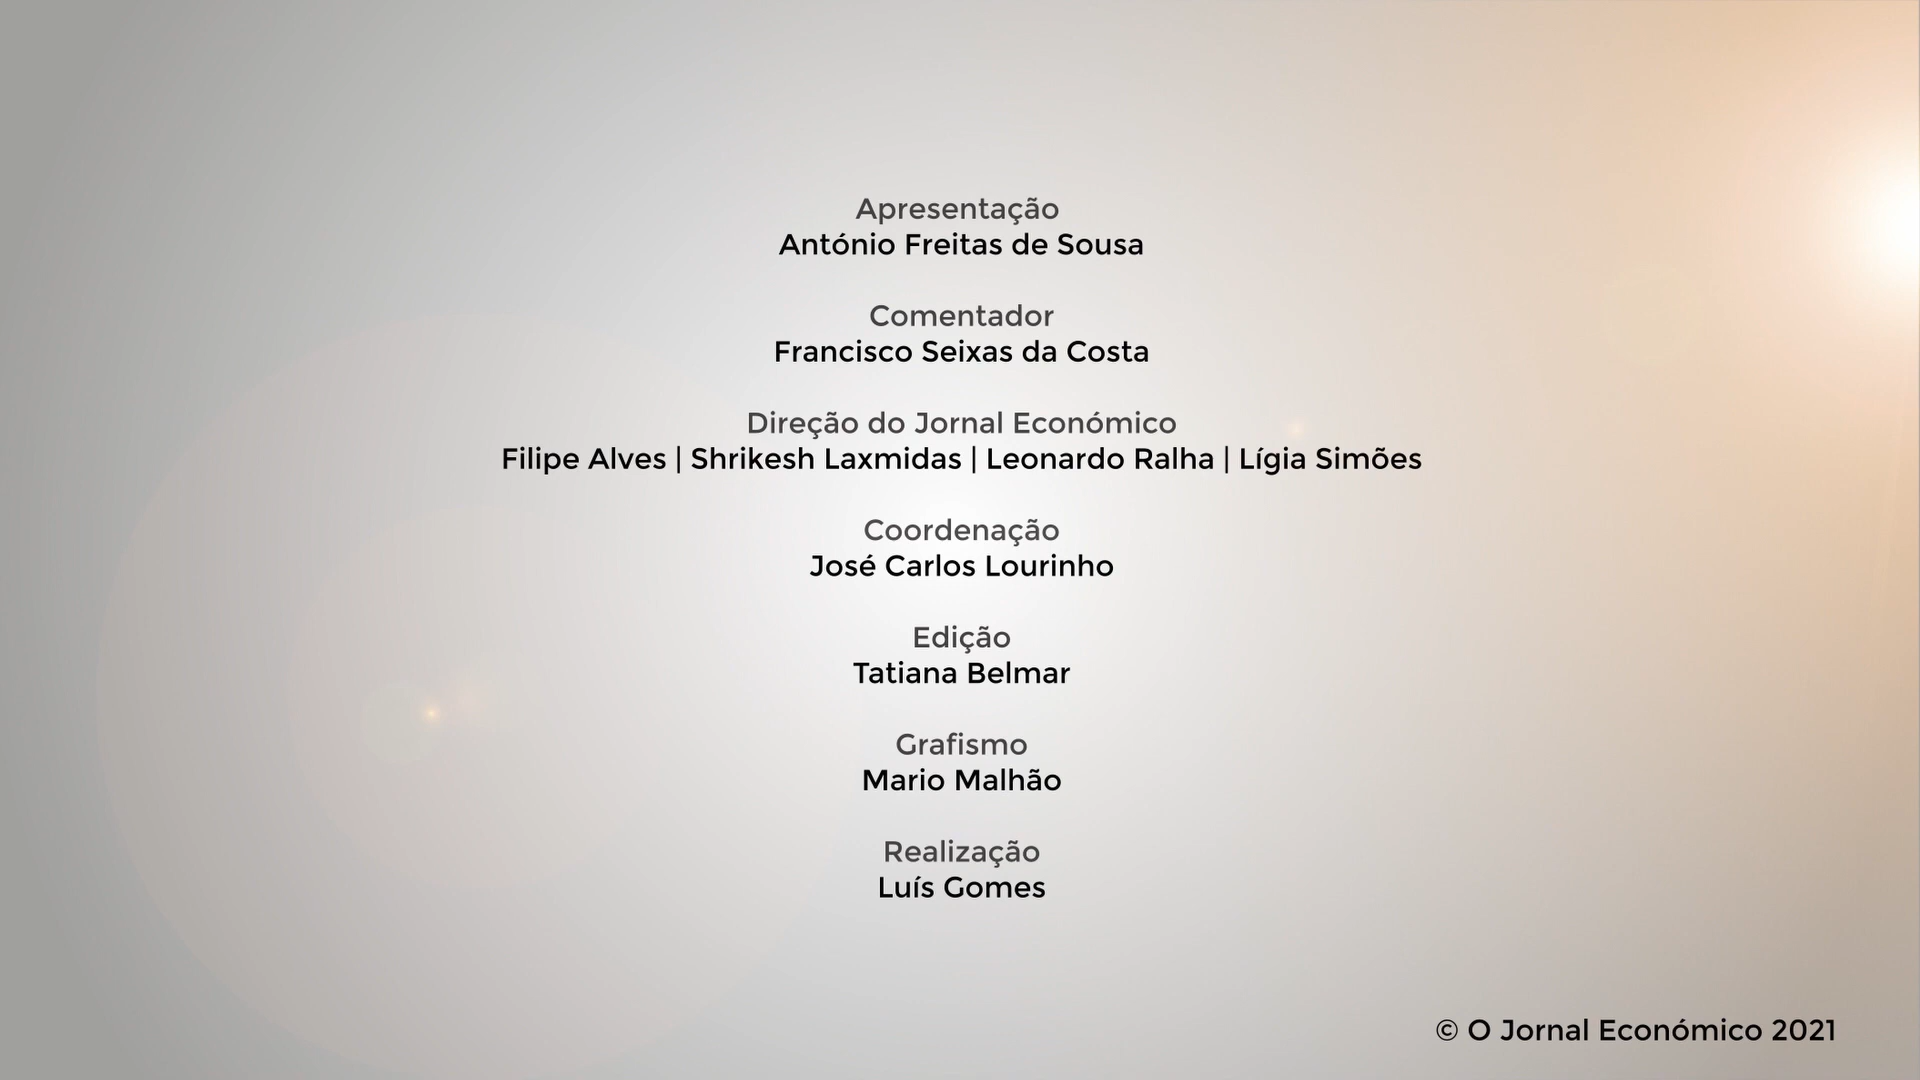 Apresentação
António Freitas de Sousa
Comentador
Francisco Seixas da Costa
Direção do Jornal Económico
Filipe Alves | Shrikesh Laxmidas | Leonardo Ralha | Lígia Simões
Coordenação
José Carlos Lourinho
Edição
Tatiana Belmar
Grafismo
Mario Malhão
Realização
Luís Gomes
© O Jornal Económico 2021